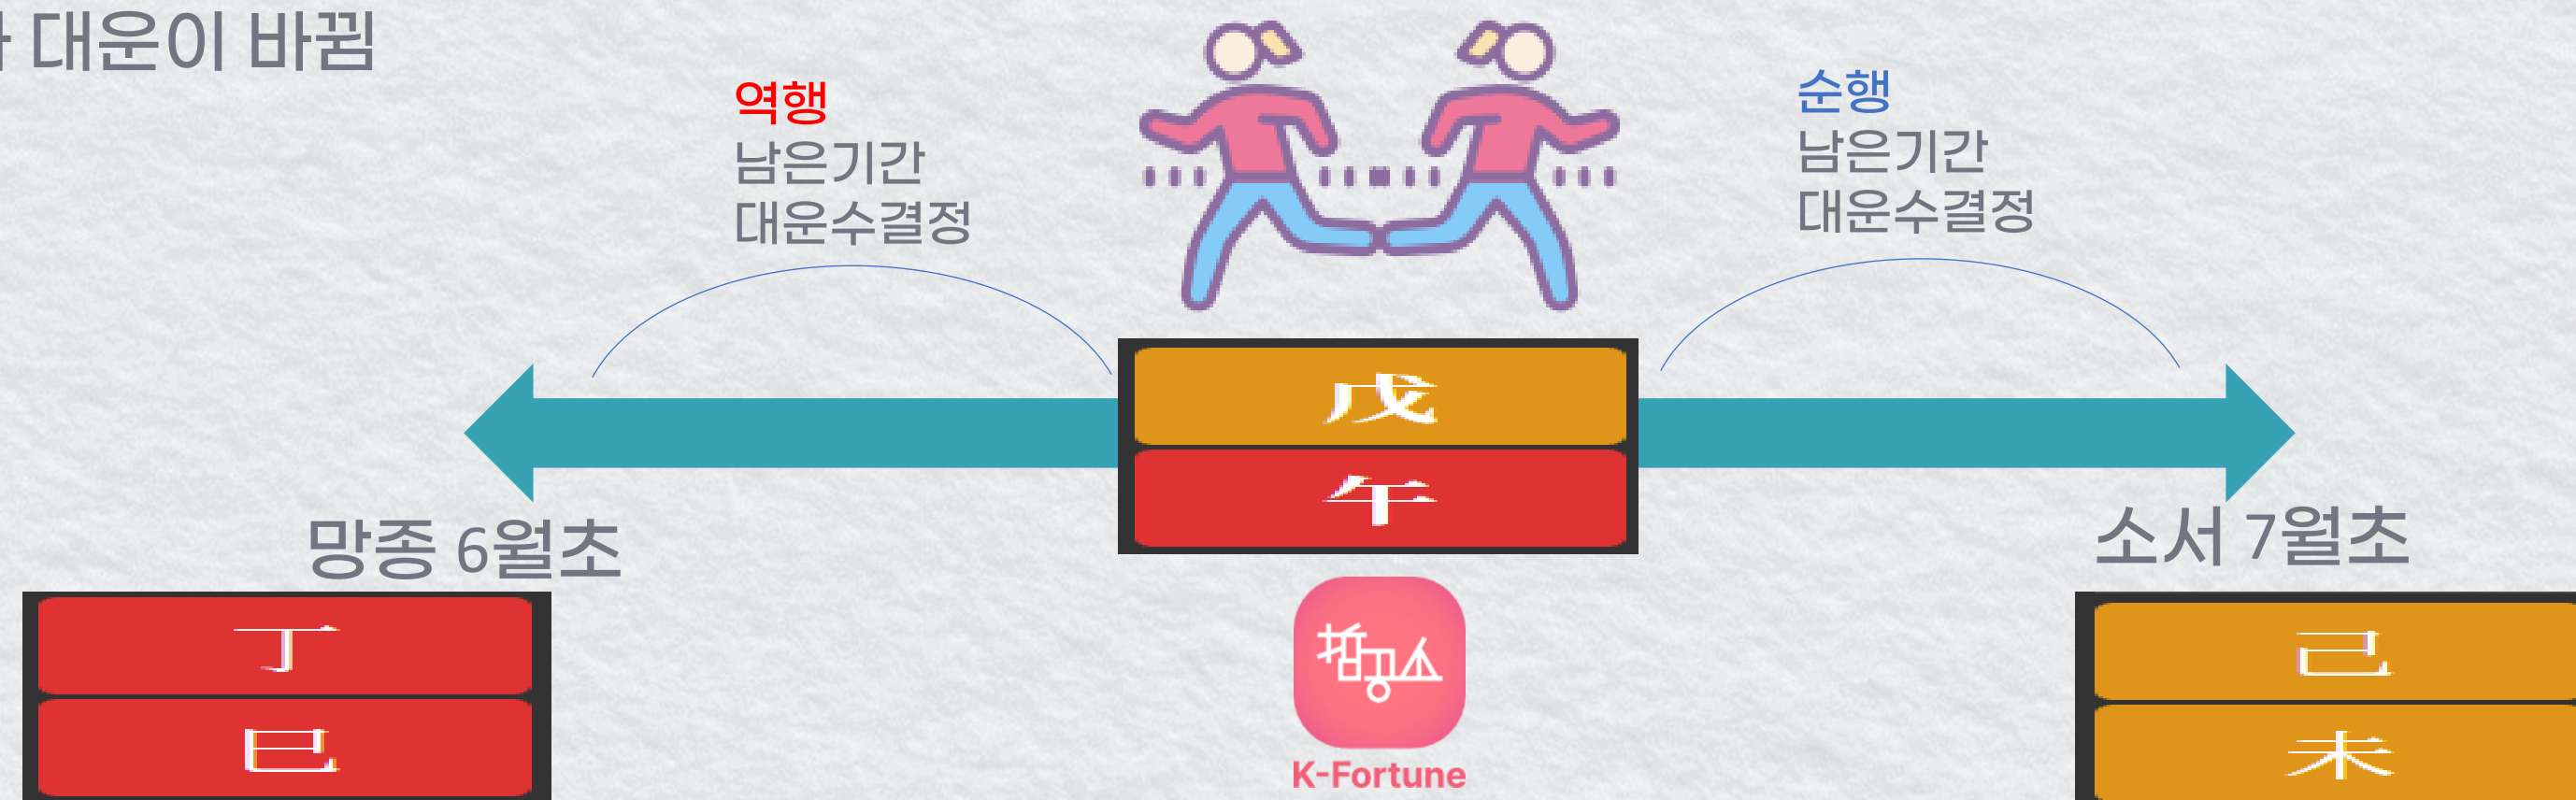 대운이 바뀜
역행
남은기간
대운수결정
순행
남은기간
대운수결정
戊
午
망종 6월초
소서 7월초
丁
巳
己
未
K-Fortune